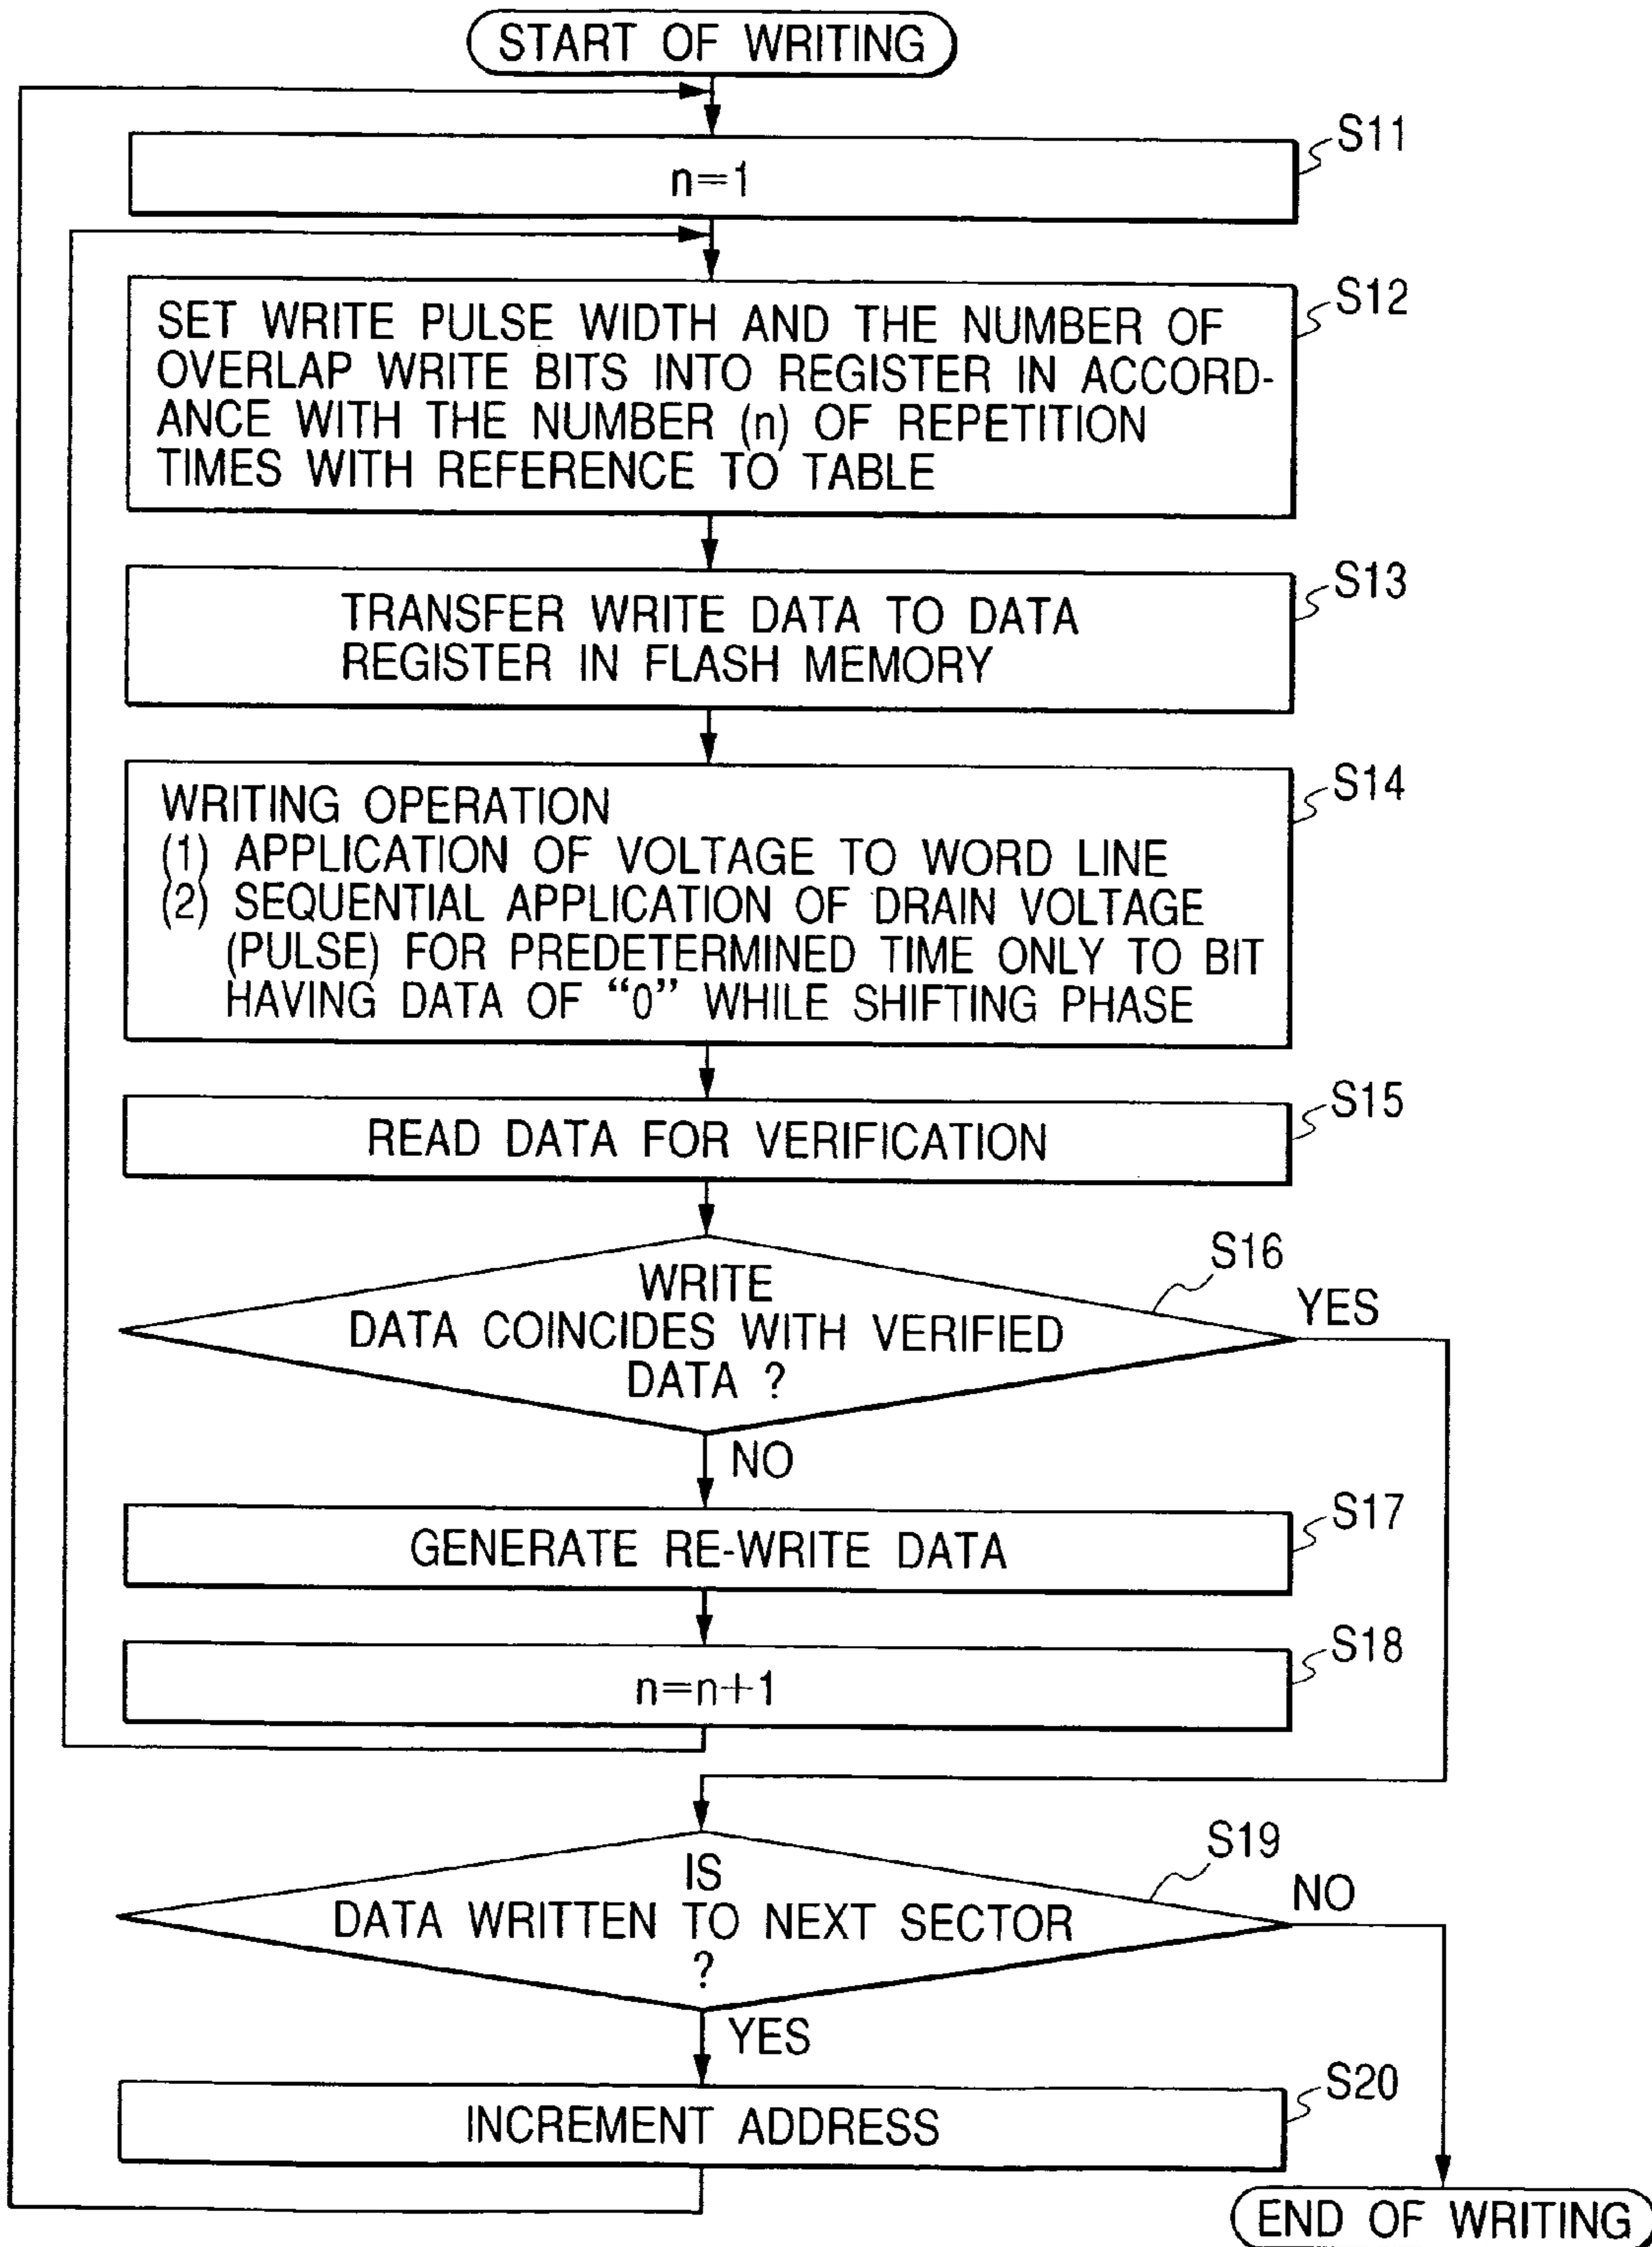 START OF WRITING
S11
n=1
S12
SET WRITE PULSE WIDTH AND THE NUMBER OF
OVERLAP WRITE BITS INTO REGISTER IN ACCORD-
ANCE WITH THE NUMBER (n) OF REPETITION
TIMES WITH REFERENCE TO TABLE
S13
TRANSFER WRITE DATA TO DATA
REGISTER IN FLASH MEMORY
S14
WRITING OPERATION
(1) APPLICATION OF VOLTAGE TO WORD LINE
(2) SEQUENTIAL APPLICATION OF DRAIN VOLTAGE
(PULSE) FOR PREDETERMINED TIME ONLY TO BIT
HAVING DATA OF “0” WHILE SHIFTING PHASE
S15
READ DATA FOR VERIFICATION
S16
YES
WRITE
DATA COINCIDES WITH VERIFIED
DATA ?
NO
S17
GENERATE RE-WRITE DATA
S18
n=n+1
S19
NO
IS
DATA WRITTEN TO NEXT SECTOR
?
YES
S20
INCREMENT ADDRESS
END OF WRITING